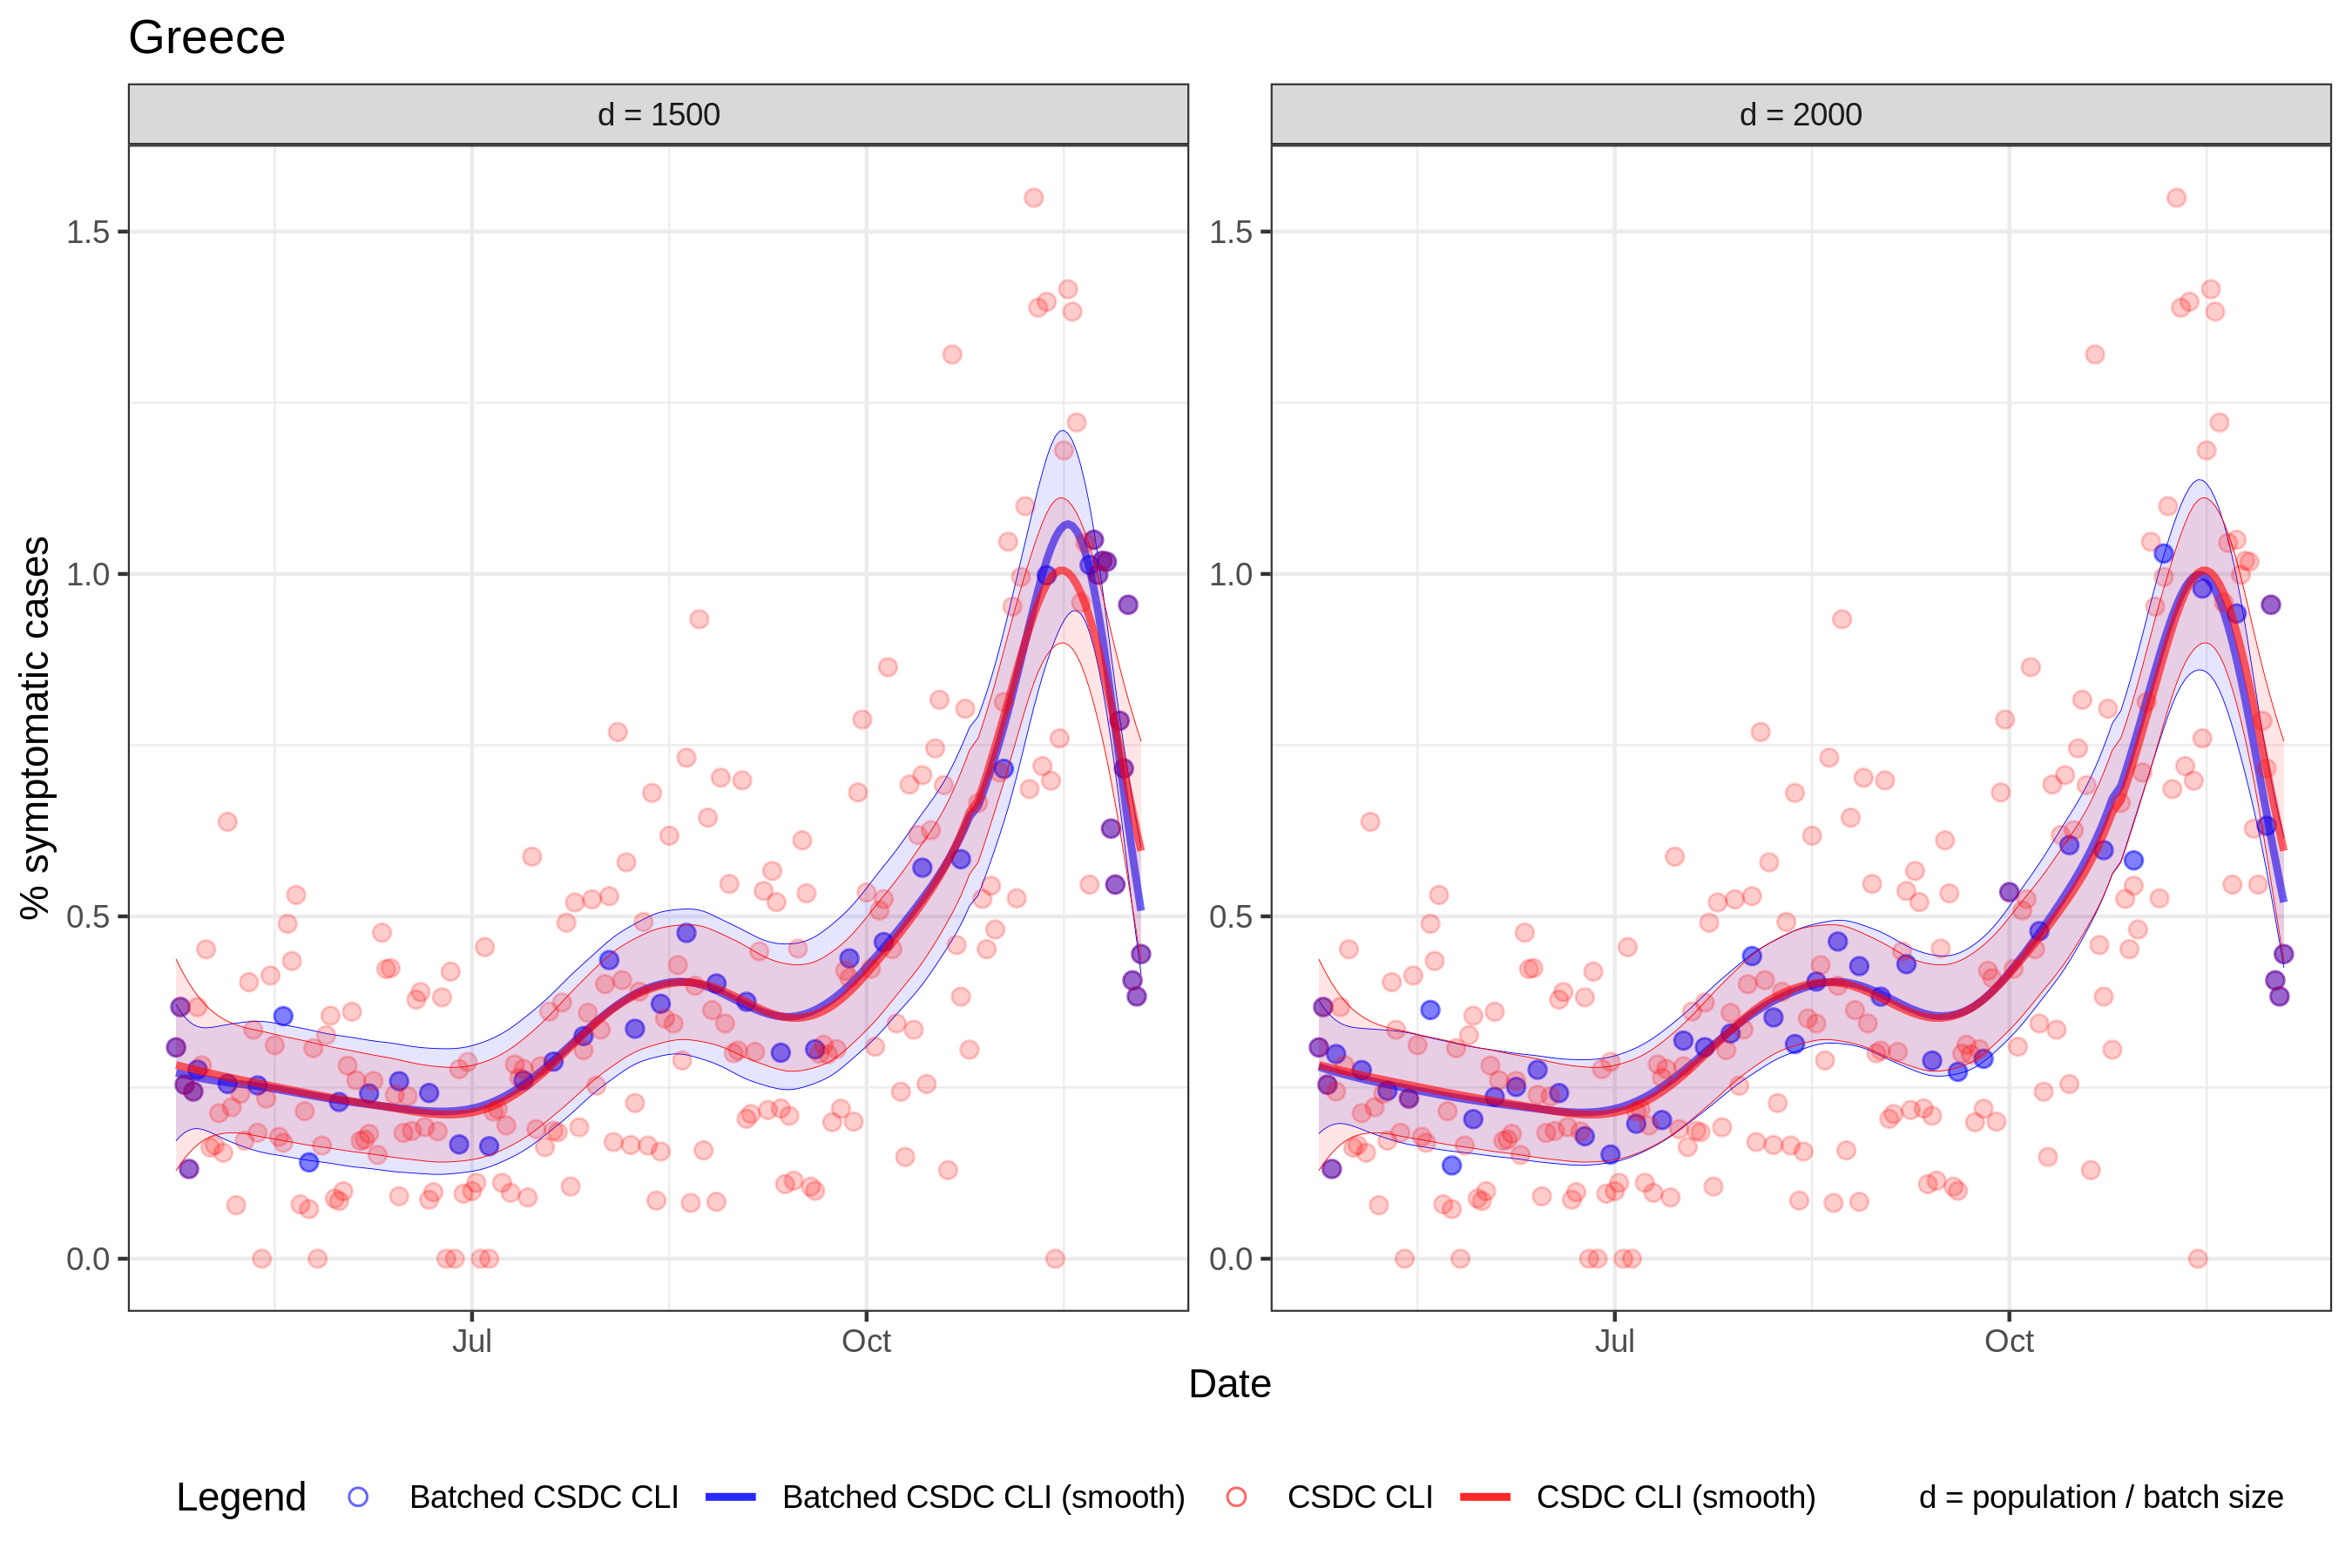 Greece
d = 1500
d = 2000
% symptomatic cases
1.5
1.0
0.5
0.0
1.5
1.0
0.5
0.0
Jul
Oct
Jul
Oct
Date
Legend
Batched CSDC CLI
Batched CSDC CLI (smooth)
CSDC CLI
CSDC CLI (smooth)
d = population / batch size